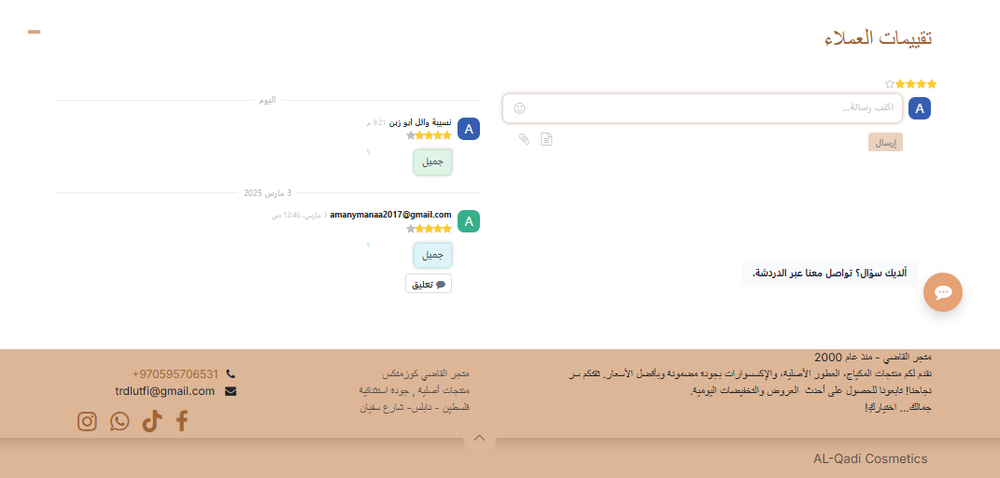 تقييمات العملاء
A
اكتب رسالة...
إرسال
اليوم
A
نسيبة وائل ابو زين 9:21 م
جميل
3 مارس 2025
A
amanymanaa2017@gmail.com 3 مارس، 12:46 ص
جميل
تعليق
ألديك سؤال؟ تواصل معنا عبر الدردشة.
متجر القاضي - منذ عام 2000
نقدم لكم منتجات المكياج، العطور الأصلية، والإكسسوارات بجودة مضمونة وبأفضل الأسعار. ثقتكم سر
نجاحنا! تابعونا للحصول على أحدث العروض والتخفيضات اليومية.
جمالك... اختيارك!
متجر القاضي كوزمتكس
منتجات أصلية , جودة استثنائية
فلسطين - نابلس- شارع سفيان
+970595706531
trdlutfi@gmail.com
AL-Qadi Cosmetics